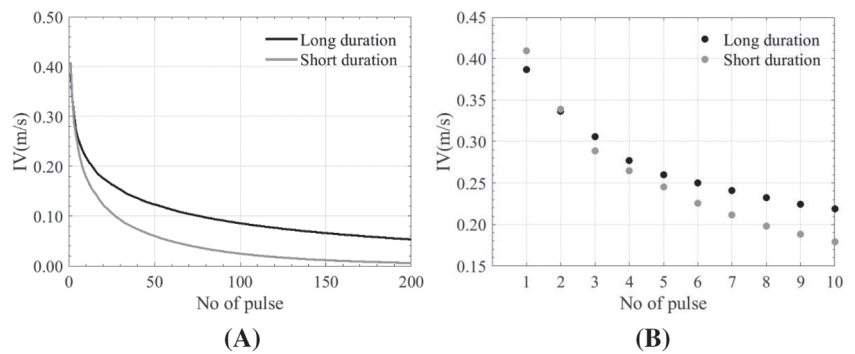 0.50
0.40
0.30
0.20
0.10
0.00
IV(m/s)
Long duration
Short duration
0
50
100
150
200
No of pulse
(A)
0.45
0.40
0.35
0.30
0.25
0.20
0.15
IV(m/s)
Long duration
Short duration
1 2 3 4 5 6 7 8 9 10
No of pulse
(B)